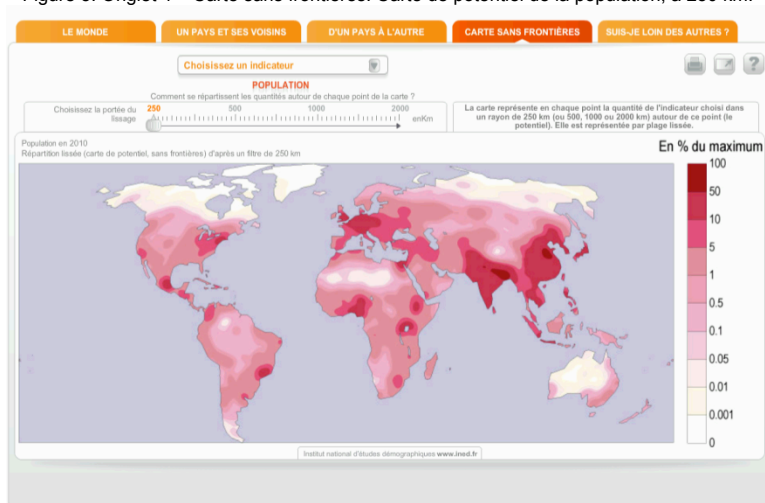 Figure 6. Onglet 4 – Carte sans frontières. Carte de potentiel de la population, à 250 km.
LE MONDE
UN PAYS ET SES VOISINS
D'UN PAYS À L'AUTRE
CARTE SANS FRONTIÈRES
SUIS-JE LOIN DES AUTRES ?
Choisissez un indicateur
?
POPULATION
Comment se répartissent les quantités autour de chaque point de la carte ?
Choisissez la portée du
lissage
250
500
1000
2000
enKm
La carte représente en chaque point la quantité de l'indicateur choisi dans
un rayon de 250 km (ou 500, 1000 ou 2000 km) autour de ce point (le
potentiel). Elle est représentée par plage lissée.
Population en 2010
Répartition lissée (carte de potentiel, sans frontières) d'après un filtre de 250 km
En % du maximum
100
50
10
5
1
0.5
0.1
0.05
0.01
0.001
0
Institut national d'études démographiques www.ined.fr